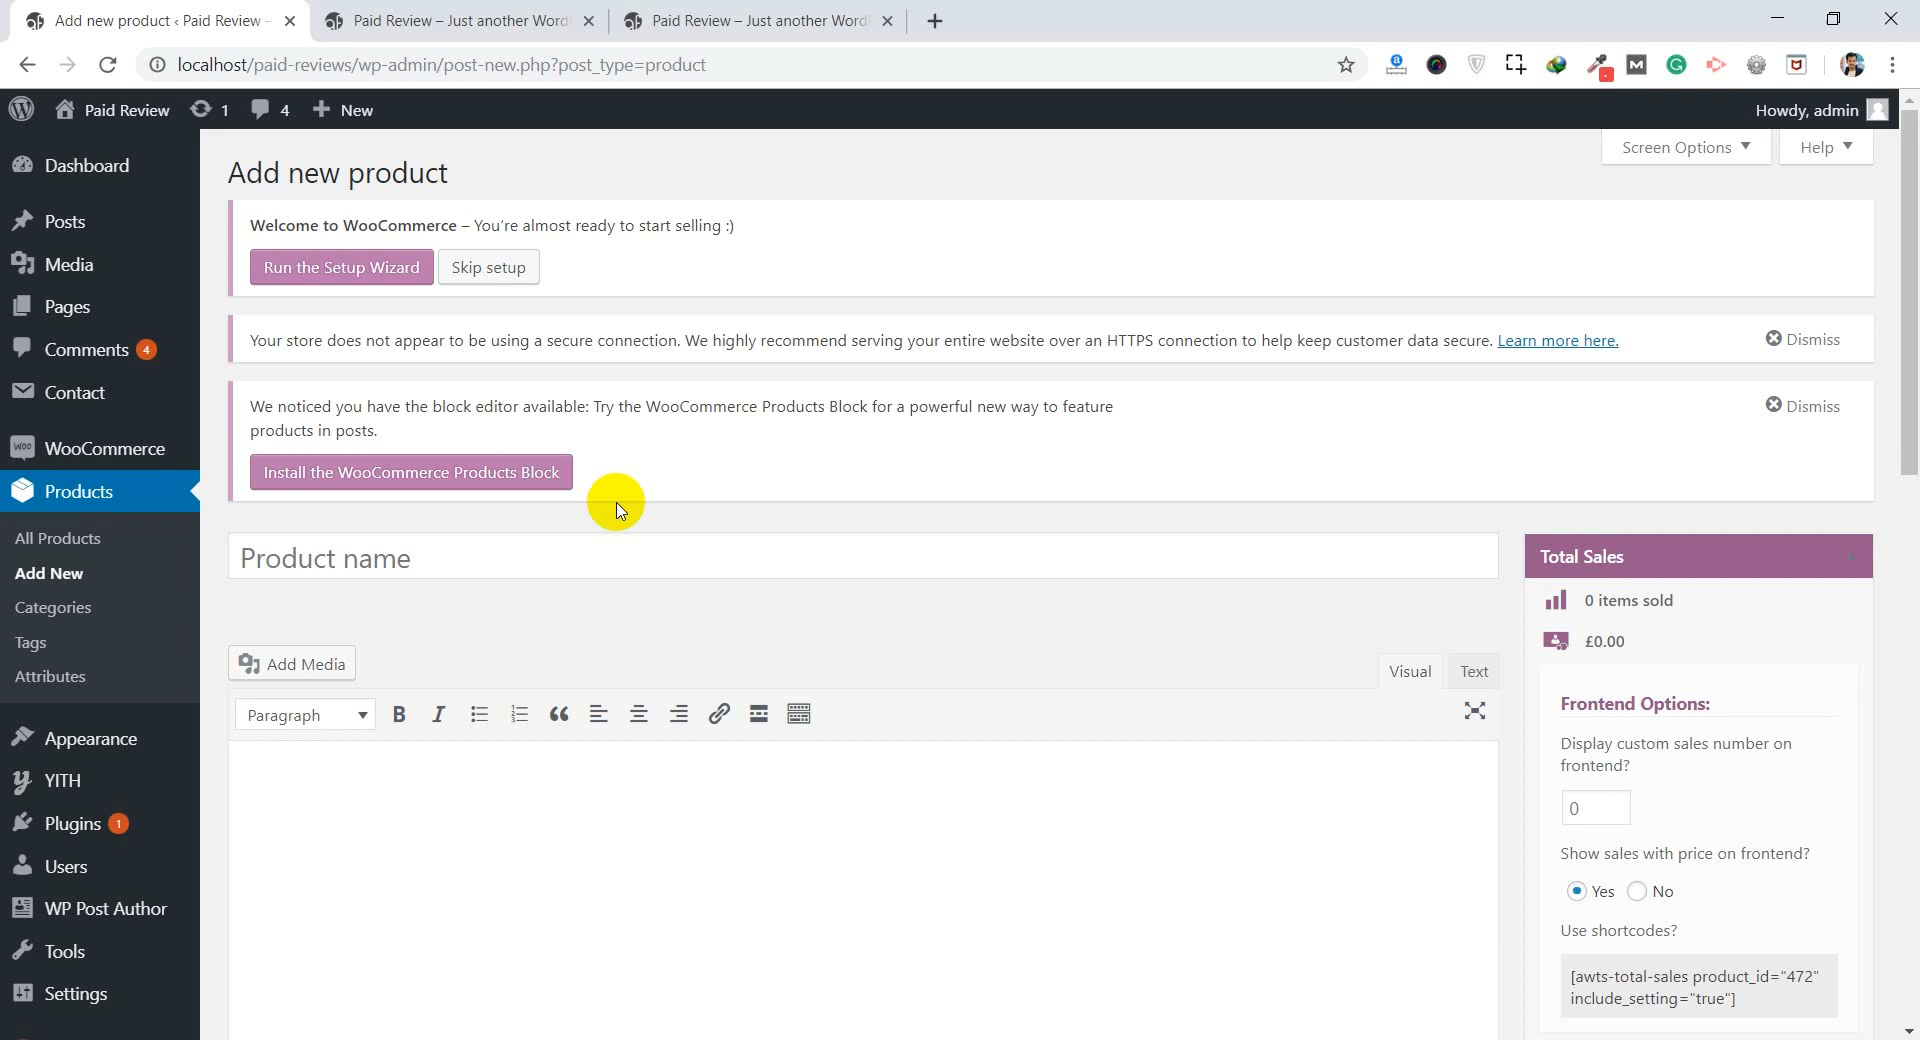 Add new product ‹ Paid Review –
Paid Review – Just another Word
Paid Review – Just another Word
localhost/paid-reviews/wp-admin/post-new.php?post_type=product
Paid Review 1 4 New
Howdy, admin
Screen Options
Help
Dashboard
Posts
Media
Pages
Comments 4
Contact
WooCommerce
Products
All Products
Add New
Categories
Tags
Attributes
Appearance
YITH
Plugins 1
Users
WP Post Author
Tools
Settings
Add new product
Welcome to WooCommerce – You're almost ready to start selling :)
Run the Setup Wizard
Skip setup
Your store does not appear to be using a secure connection. We highly recommend serving your entire website over an HTTPS connection to help keep customer data secure. Learn more here.
Dismiss
We noticed you have the block editor available: Try the WooCommerce Products Block for a powerful new way to feature
products in posts.
Dismiss
Install the WooCommerce Products Block
Product name
Add Media
Visual
Text
Paragraph
B I
Total Sales
0 items sold
£0.00
Frontend Options:
Display custom sales number on
frontend?
0
Show sales with price on frontend?
Yes No
Use shortcodes?
[awts-total-sales product_id="472"
include_setting="true"]